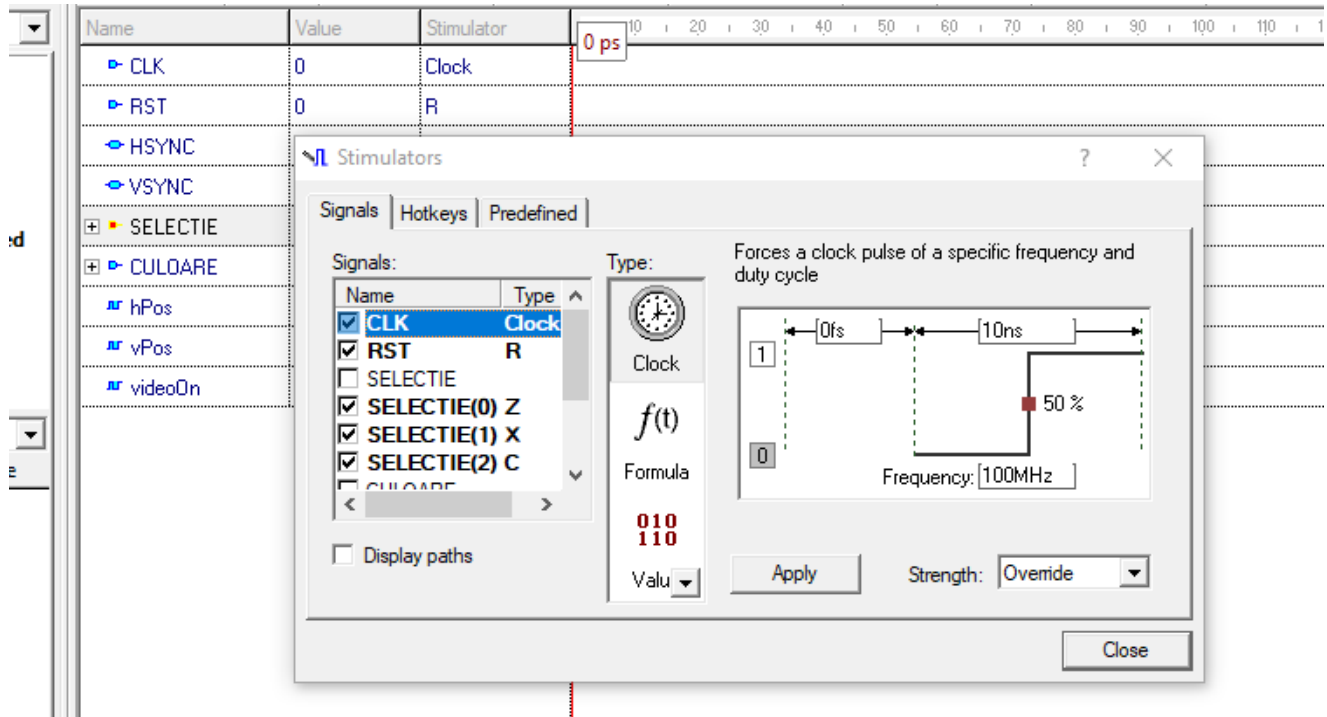 Name Value Stimulator 10 20 30 40 50 60 70 80 90 100 110 1
0 ps
CLK 0 Clock
RST 0 R
HSYNC
VSYNC
SELECTIE
ed
CULOARE
hPos
vPos
videoOn
e
Stimulators ?
Signals Hotkeys Predefined
Signals:
Name Type
CLK Clock
RST R
SELECTIE
SELECTIE(0) Z
SELECTIE(1) X
SELECTIE(2) C
CULOARE
Display paths
Type:
Clock
f(t)
Formula
010
110
Valu
Forces a clock pulse of a specific frequency and
duty cycle
0fs 10ns
1
50 %
0
Frequency: 100MHz
Apply Strength: Override
Close